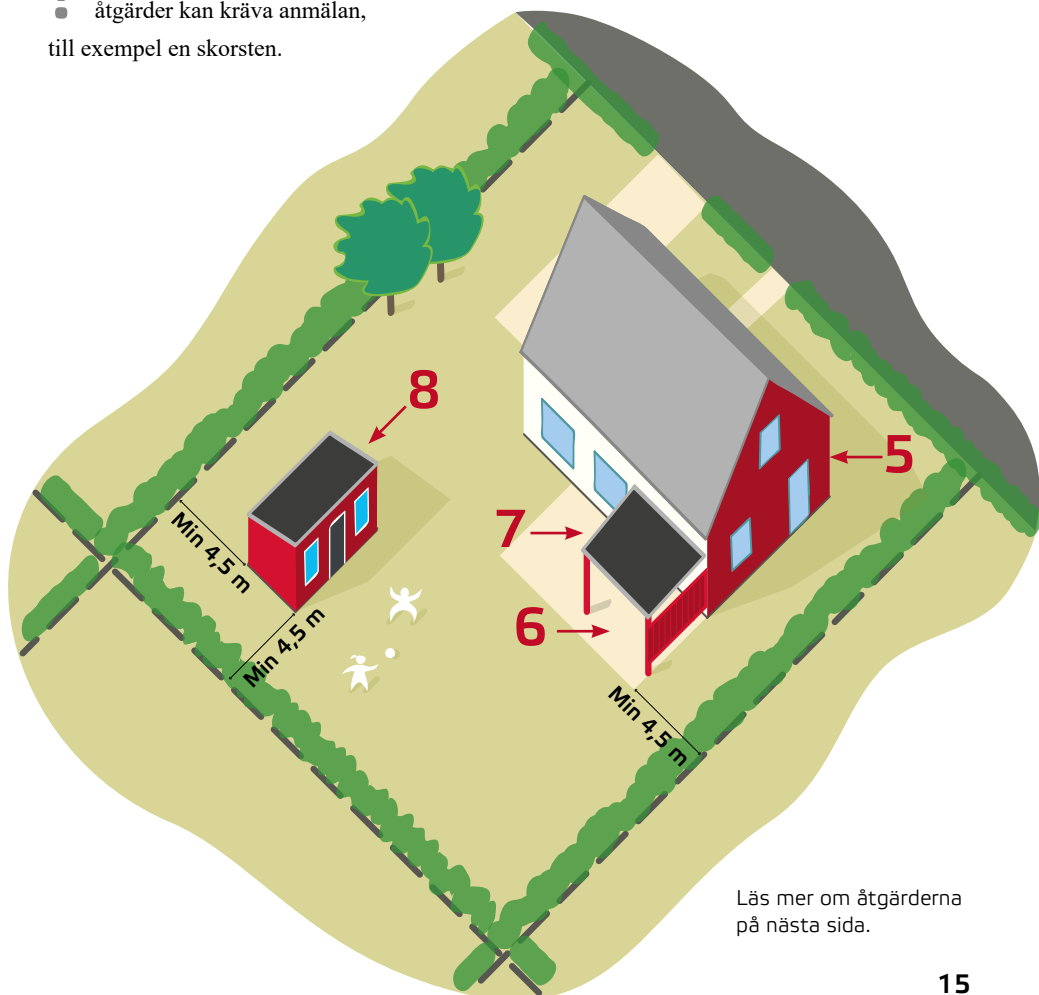 åtgärder kan kräva anmälan,
till exempel en skorsten.
8
5
7
6
Min 4,5 m
Min 4,5 m
Min 4,5 m
Läs mer om åtgärderna
på nästa sida.
15